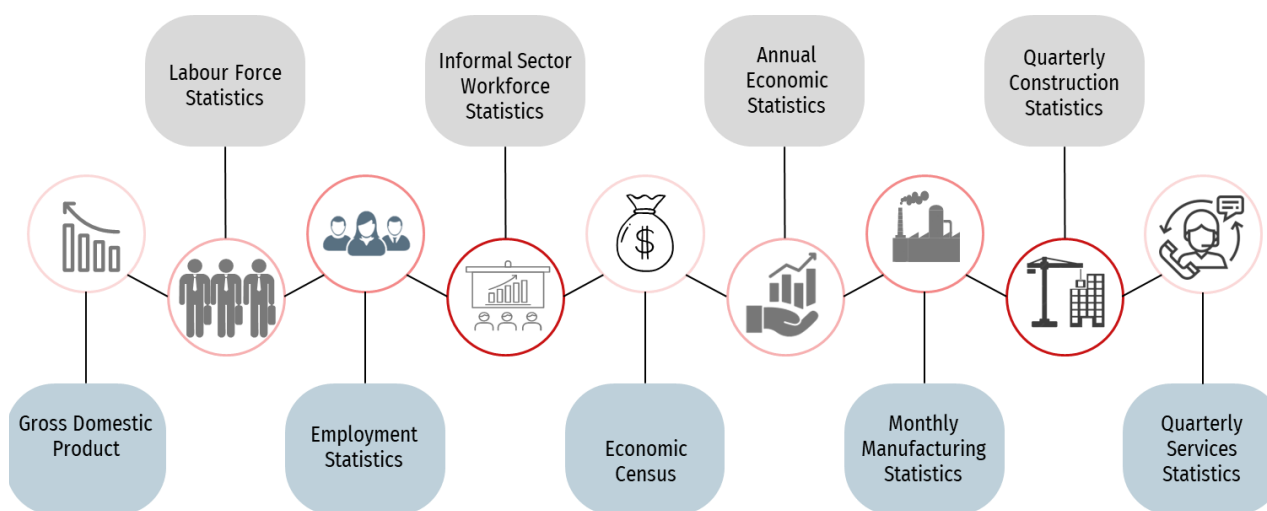 Labour Force
Statistics
Informal Sector
Workforce
Statistics
Annual
Economic
Statistics
Quarterly
Construction
Statistics
$
Gross Domestic
Product
Employment
Statistics
Economic
Census
Monthly
Manufacturing
Statistics
Quarterly
Services
Statistics